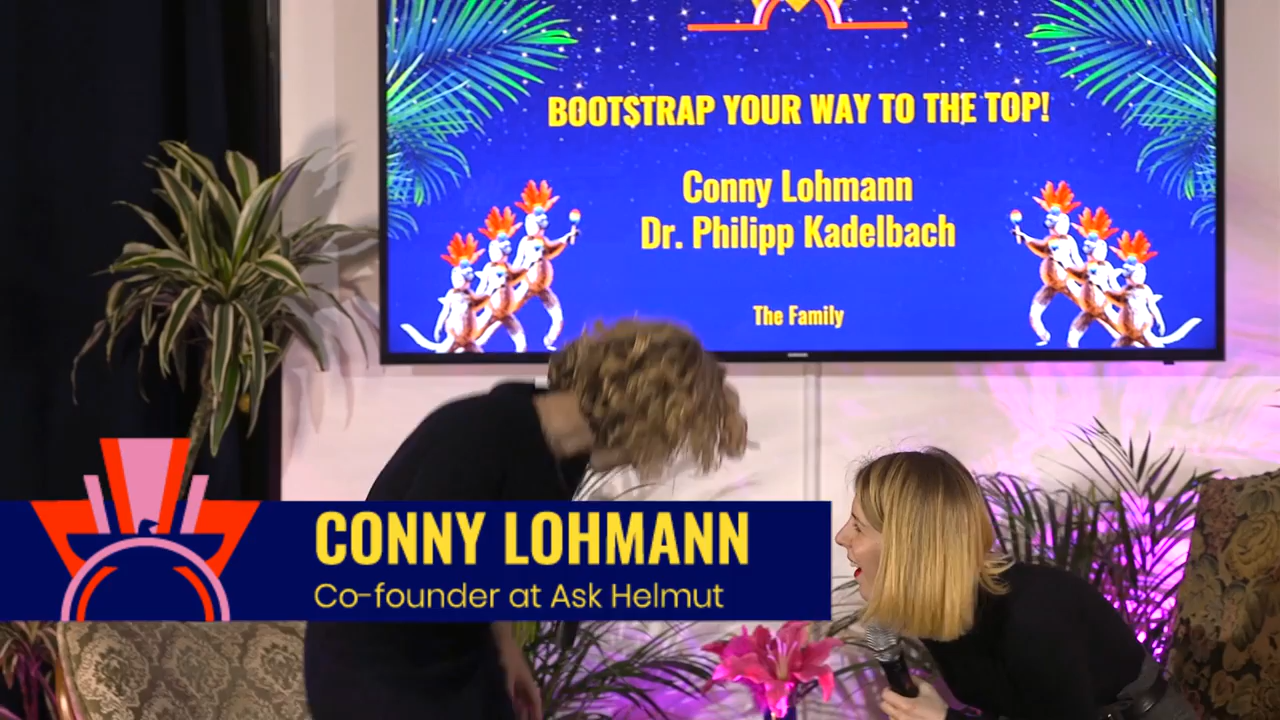 BOOTSTRAP YOUR WAY TO THE TOP!
Conny Lohmann
Dr. Philipp Kadelbach
The Family
CONNY LOHMANN
Co-founder at Ask Helmut